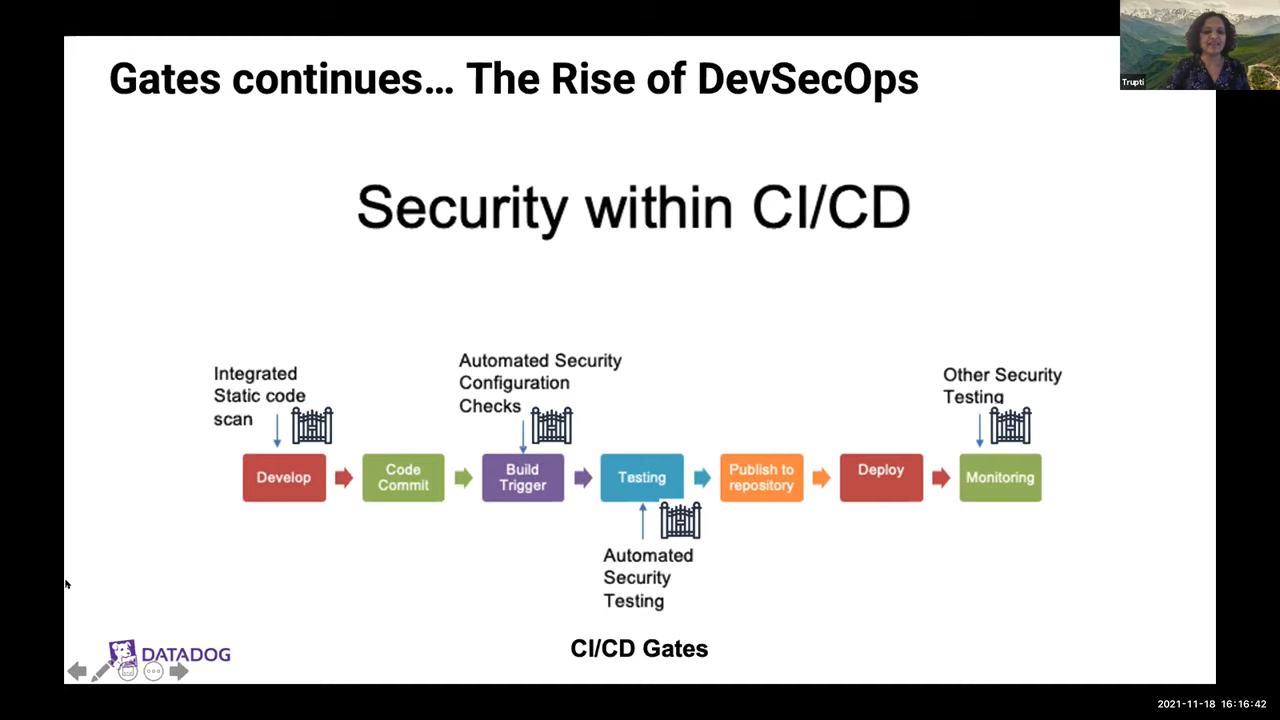 Gates continues... The Rise of DevSecOps
Trupti
Security within CI/CD
Integrated
Static code
scan
Automated Security
Configuration
Checks
Other Security
Testing
Develop
Code
Commit
Build
Trigger
Testing
Publish to
repository
Deploy
Monitoring
Automated
Security
Testing
CI/CD Gates
DATADOG
2021-11-18 16:16:42